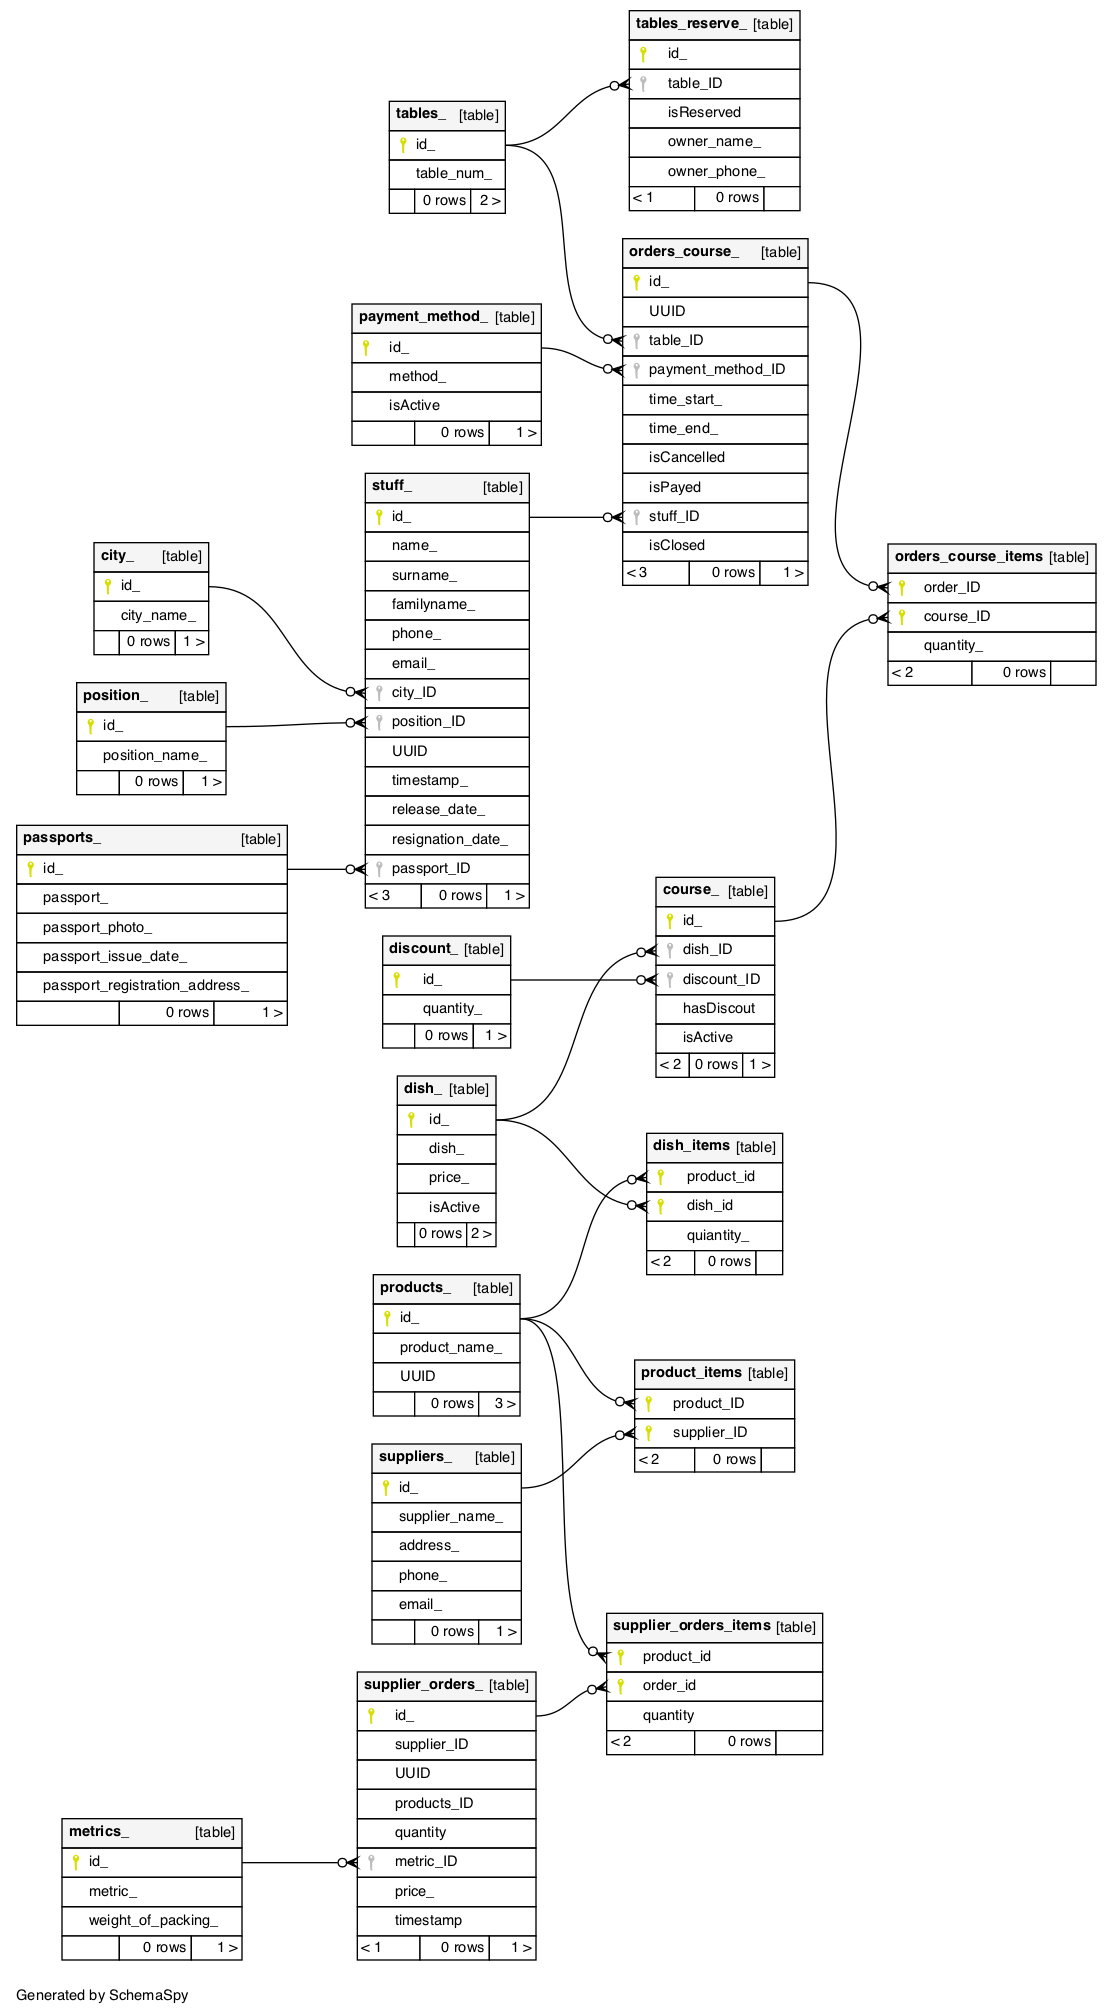 tables_reserve_ [table]
id_
table_ID
isReserved
owner_name_
owner_phone_
< 1 0 rows
tables_ [table]
id_
table_num_
0 rows 2 >
orders_course_ [table]
id_
UUID
table_ID
payment_method_ID
time_start_
time_end_
isCancelled
isPayed
stuff_ID
isClosed
< 3 0 rows 1 >
payment_method_ [table]
id_
method_
isActive
0 rows 1 >
stuff_ [table]
id_
name_
surname_
familyname_
phone_
email_
city_ID
position_ID
UUID
timestamp_
release_date_
resignation_date_
passport_ID
< 3 0 rows 1 >
city_ [table]
id_
city_name_
0 rows 1 >
orders_course_items [table]
order_ID
course_ID
quantity_
< 2 0 rows
position_ [table]
id_
position_name_
0 rows 1 >
passports_ [table]
id_
passport_
passport_photo_
passport_issue_date_
passport_registration_address_
0 rows 1 >
course_ [table]
id_
dish_ID
discount_ID
hasDiscout
isActive
< 2 0 rows 1 >
discount_ [table]
id_
quantity_
0 rows 1 >
dish_ [table]
id_
dish_
price_
isActive
0 rows 2 >
dish_items [table]
product_id
dish_id
quiantity_
< 2 0 rows
products_ [table]
id_
product_name_
UUID
0 rows 3 >
product_items [table]
product_ID
supplier_ID
< 2 0 rows
suppliers_ [table]
id_
supplier_name_
address_
phone_
email_
0 rows 1 >
supplier_orders_items [table]
product_id
order_id
quantity
< 2 0 rows
supplier_orders_ [table]
id_
supplier_ID
UUID
products_ID
quantity
metric_ID
price_
timestamp
< 1 0 rows 1 >
metrics_ [table]
id_
metric_
weight_of_packing_
0 rows 1 >
Generated by SchemaSpy